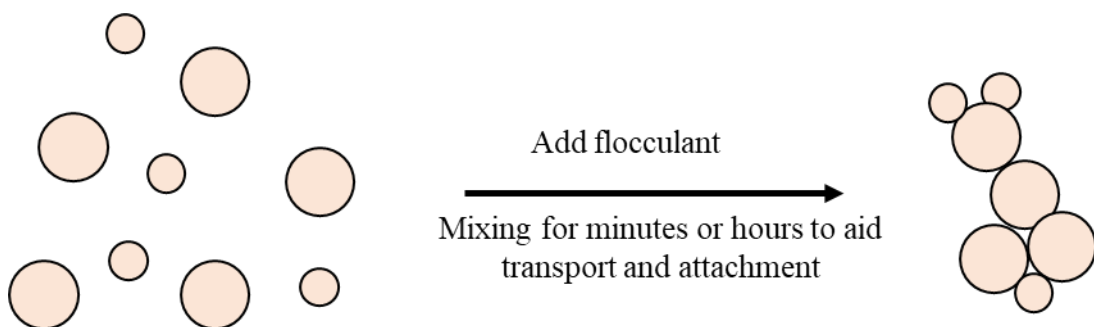 Add flocculant
Mixing for minutes or hours to aid
transport and attachment